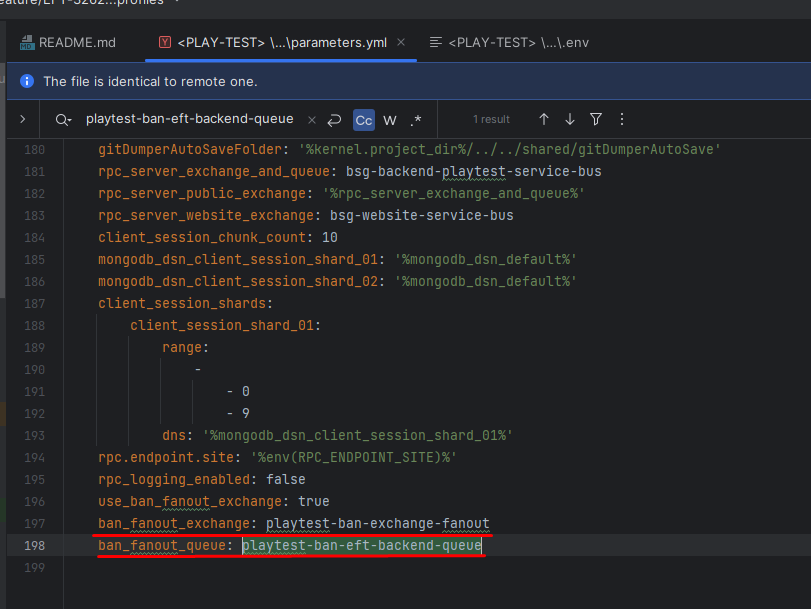 README.md
<PLAY-TEST> \...\parameters.yml
<PLAY-TEST> \...\.env
The file is identical to remote one.
playtest-ban-eft-backend-queue
Cc
W
.*
1 result
180 gitDumperAutoSaveFolder: '%kernel.project_dir%/../../shared/gitDumperAutoSave'
181 rpc_server_exchange_and_queue: bsg-backend-playtest-service-bus
182 rpc_server_public_exchange: '%rpc_server_exchange_and_queue%'
183 rpc_server_website_exchange: bsg-website-service-bus
184 client_session_chunk_count: 10
185 mongodb_dsn_client_session_shard_01: '%mongodb_dsn_default%'
186 mongodb_dsn_client_session_shard_02: '%mongodb_dsn_default%'
187 client_session_shards:
188 client_session_shard_01:
189 range:
190 -
191 - 0
192 - 9
193 dns: '%mongodb_dsn_client_session_shard_01%'
194 rpc.endpoint.site: '%env(RPC_ENDPOINT_SITE)%'
195 rpc_logging_enabled: false
196 use_ban_fanout_exchange: true
197 ban_fanout_exchange: playtest-ban-exchange-fanout
198 ban_fanout_queue: playtest-ban-eft-backend-queue
199